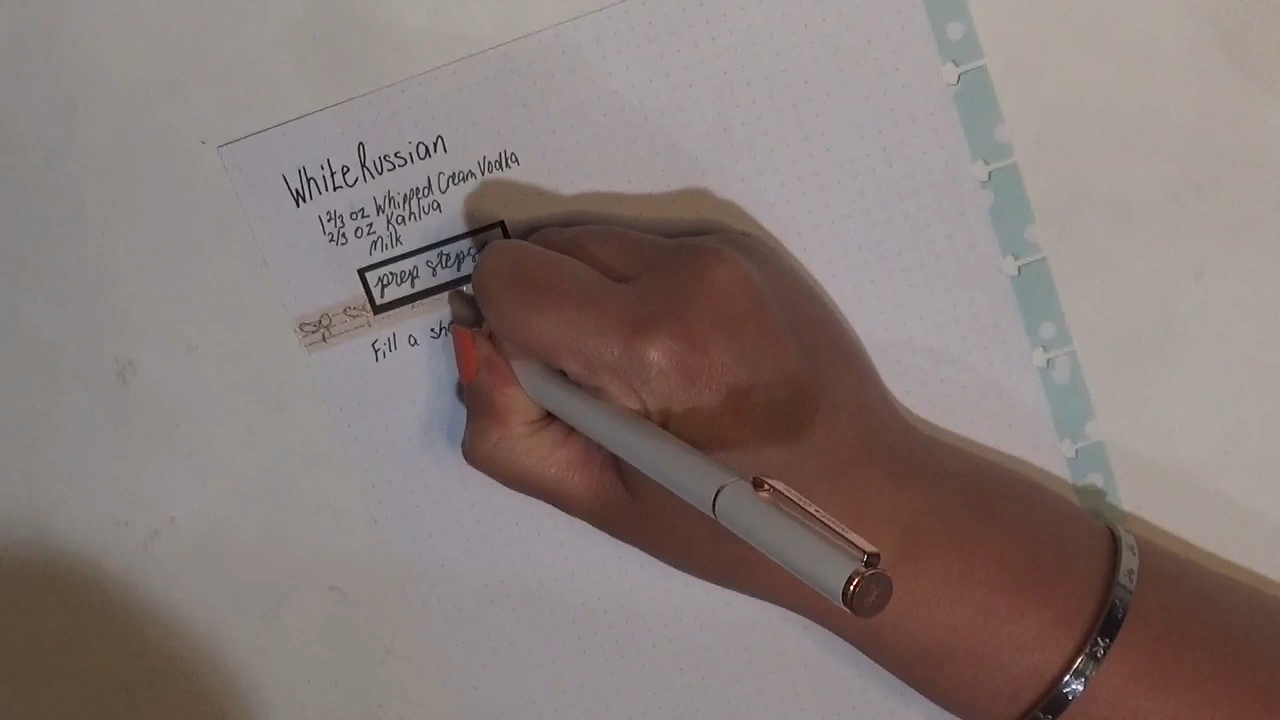 White Russian
1 2/3 oz Whipped Cream Vodka
2/3 oz Kahlua
Milk
prep steps
Fill a